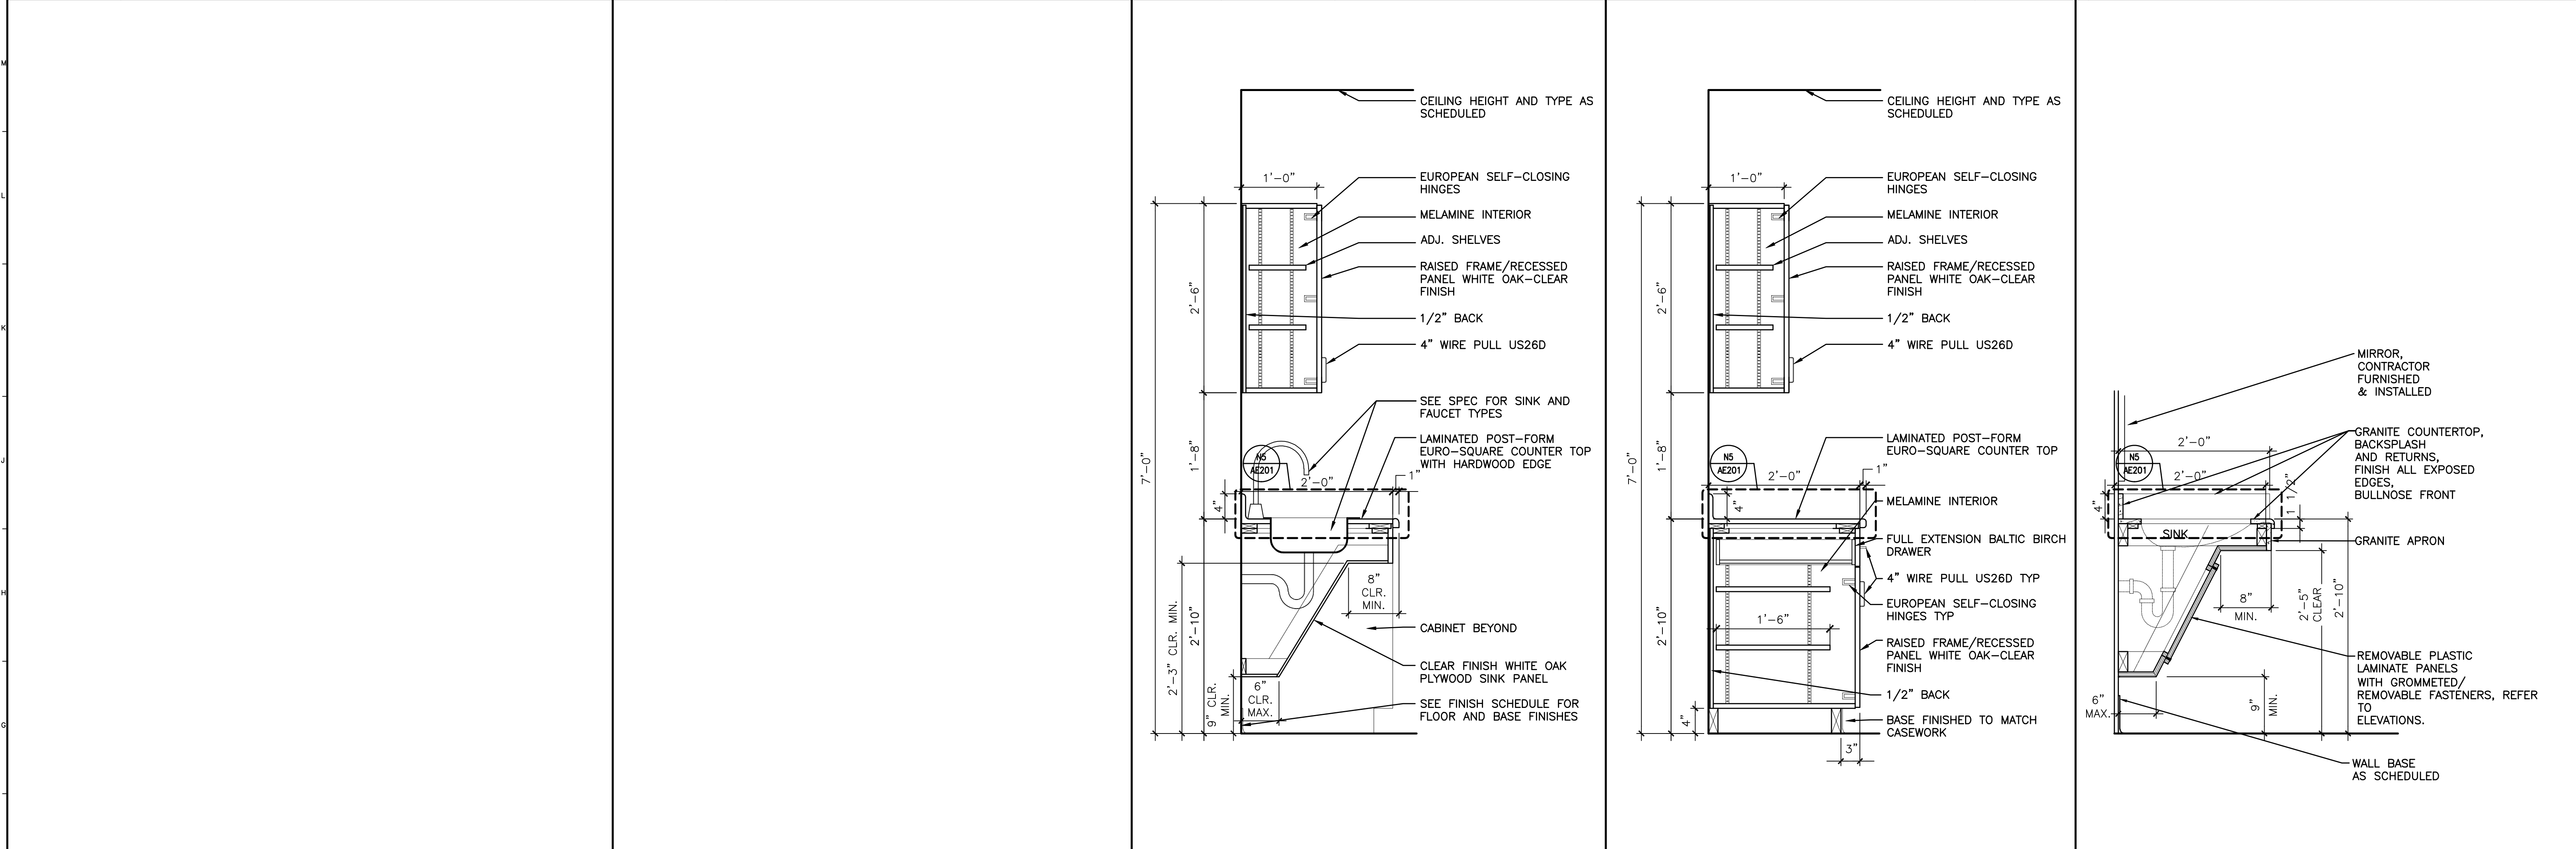 M
L
K
J
H
G
CEILING HEIGHT AND TYPE AS
SCHEDULED
1'-0"
EUROPEAN SELF-CLOSING
HINGES
MELAMINE INTERIOR
ADJ. SHELVES
RAISED FRAME/RECESSED
PANEL WHITE OAK-CLEAR
FINISH
1/2" BACK
4" WIRE PULL US26D
SEE SPEC FOR SINK AND
FAUCET TYPES
LAMINATED POST-FORM
EURO-SQUARE COUNTER TOP
WITH HARDWOOD EDGE
7'-0"
2'-6"
1'-8"
N5
AE201
2'-0"
1"
4"
2'-10"
2'-3" CLR. MIN.
9" CLR.
MIN.
8"
CLR.
MIN.
6"
CLR.
MAX.
CABINET BEYOND
CLEAR FINISH WHITE OAK
PLYWOOD SINK PANEL
SEE FINISH SCHEDULE FOR
FLOOR AND BASE FINISHES
CEILING HEIGHT AND TYPE AS
SCHEDULED
1'-0"
EUROPEAN SELF-CLOSING
HINGES
MELAMINE INTERIOR
ADJ. SHELVES
RAISED FRAME/RECESSED
PANEL WHITE OAK-CLEAR
FINISH
1/2" BACK
4" WIRE PULL US26D
LAMINATED POST-FORM
EURO-SQUARE COUNTER TOP
7'-0"
2'-6"
1'-8"
N5
AE201
2'-0"
1"
4"
MELAMINE INTERIOR
FULL EXTENSION BALTIC BIRCH
DRAWER
4" WIRE PULL US26D TYP
EUROPEAN SELF-CLOSING
HINGES TYP
2'-10"
1'-6"
RAISED FRAME/RECESSED
PANEL WHITE OAK-CLEAR
FINISH
1/2" BACK
BASE FINISHED TO MATCH
CASEWORK
4"
3"
MIRROR,
CONTRACTOR
FURNISHED
& INSTALLED
GRANITE COUNTERTOP,
BACKSPLASH
AND RETURNS,
FINISH ALL EXPOSED
EDGES,
BULLNOSE FRONT
2'-0"
N5
AE201
2'-0"
4"
1 1/2"
SINK
GRANITE APRON
8"
MIN.
2'-5"
CLEAR
2'-10"
REMOVABLE PLASTIC
LAMINATE PANELS
WITH GROMMETED/
REMOVABLE FASTENERS, REFER
TO
ELEVATIONS.
6"
MAX.
9"
MIN.
WALL BASE
AS SCHEDULED